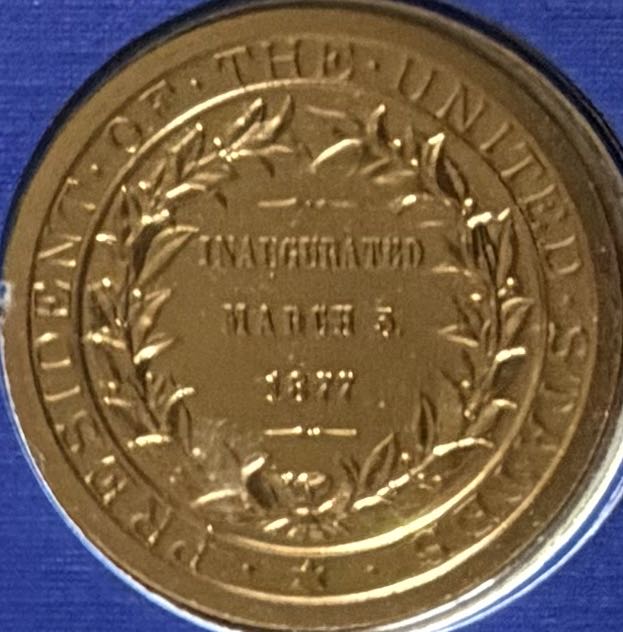 PRESIDENT · OF · THE · UNITED · STATES
INAUGURATED
MARCH 5.
1877